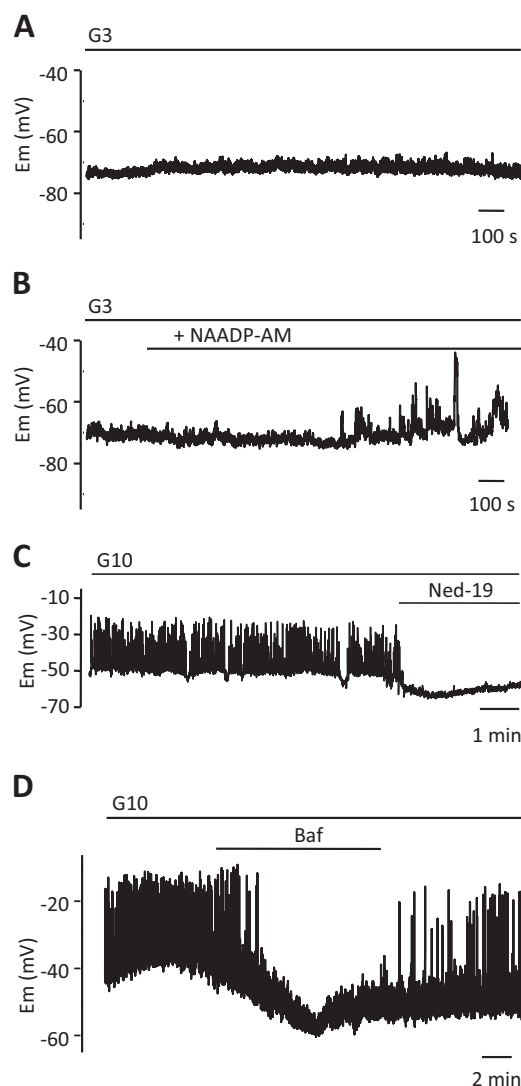 A
G3
-40
-60
-80
Em (mV)
100 s
B
G3
+ NAADP-AM
-40
-60
-80
Em (mV)
100 s
C
G10
Ned-19
-10
-30
-50
-70
Em (mV)
1 min
D
G10
Baf
-20
-40
-60
Em (mV)
2 min